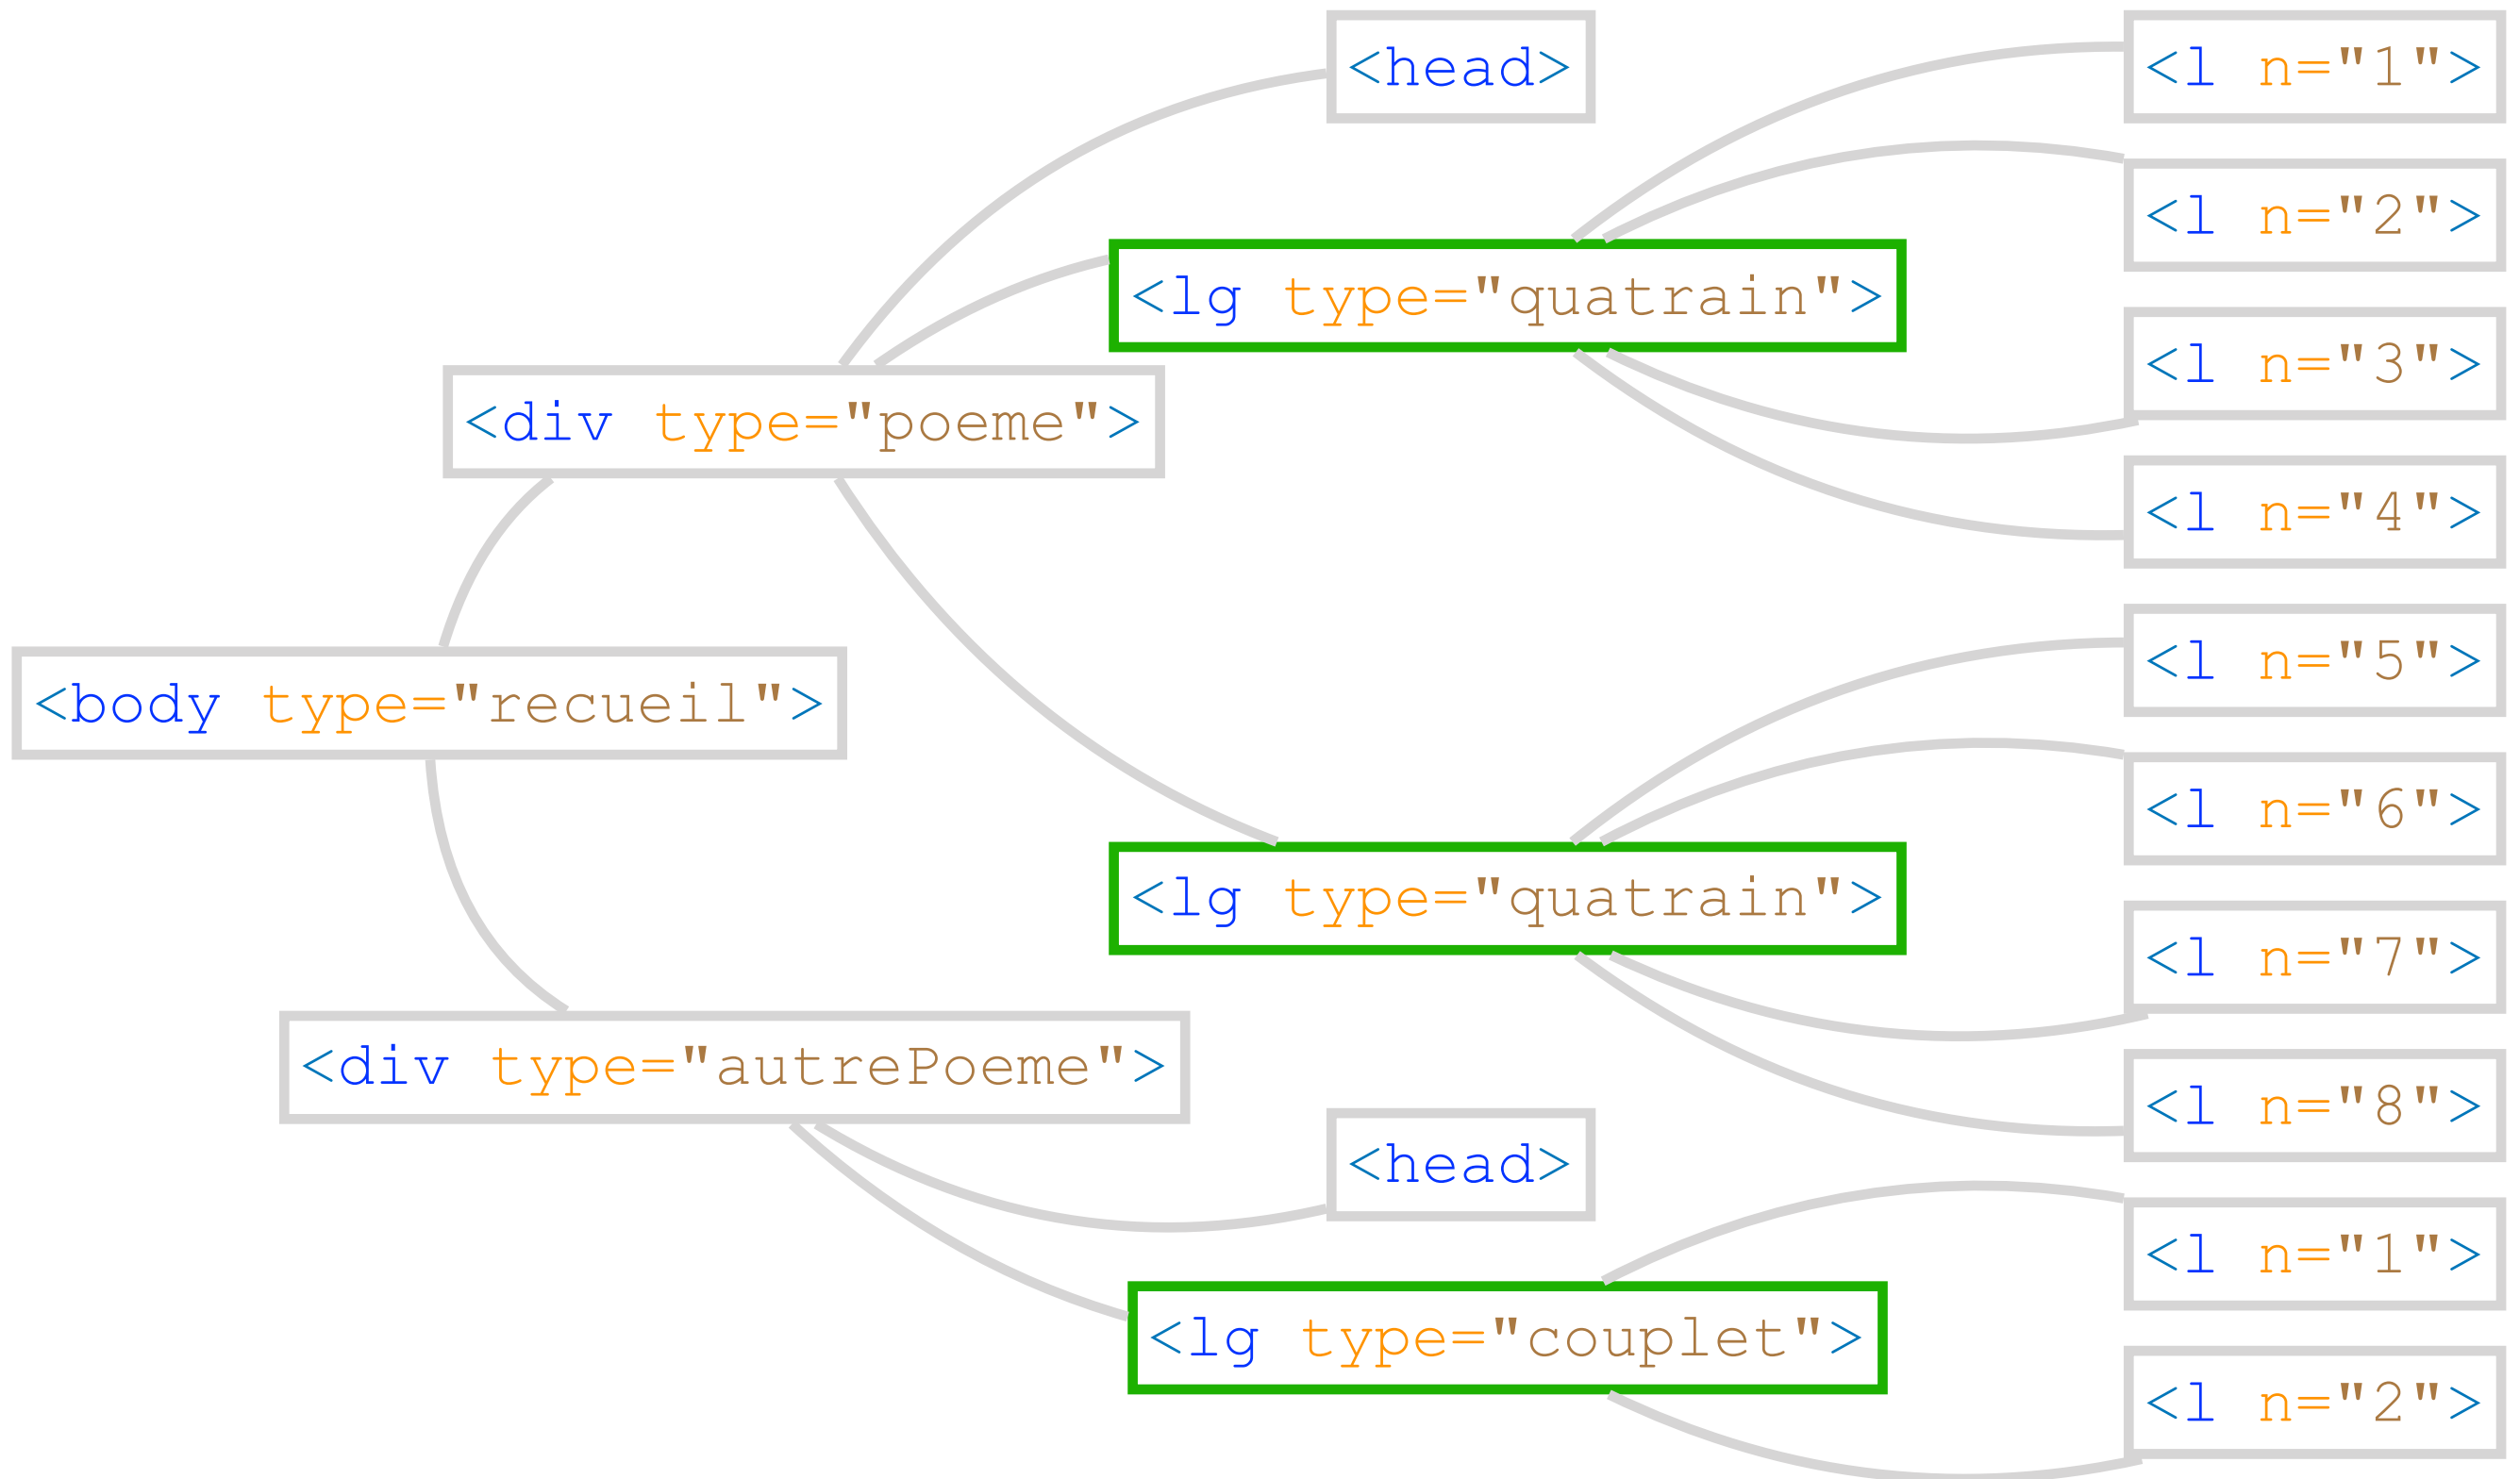 <head>
<l n="1">
<l n="2">
<lg type="quatrain">
<l n="3">
<div type="poeme">
<l n="4">
<l n="5">
<body type="recueil">
<l n="6">
<lg type="quatrain">
<l n="7">
<div type="autrePoeme">
<l n="8">
<head>
<l n="1">
<lg type="couplet">
<l n="2">